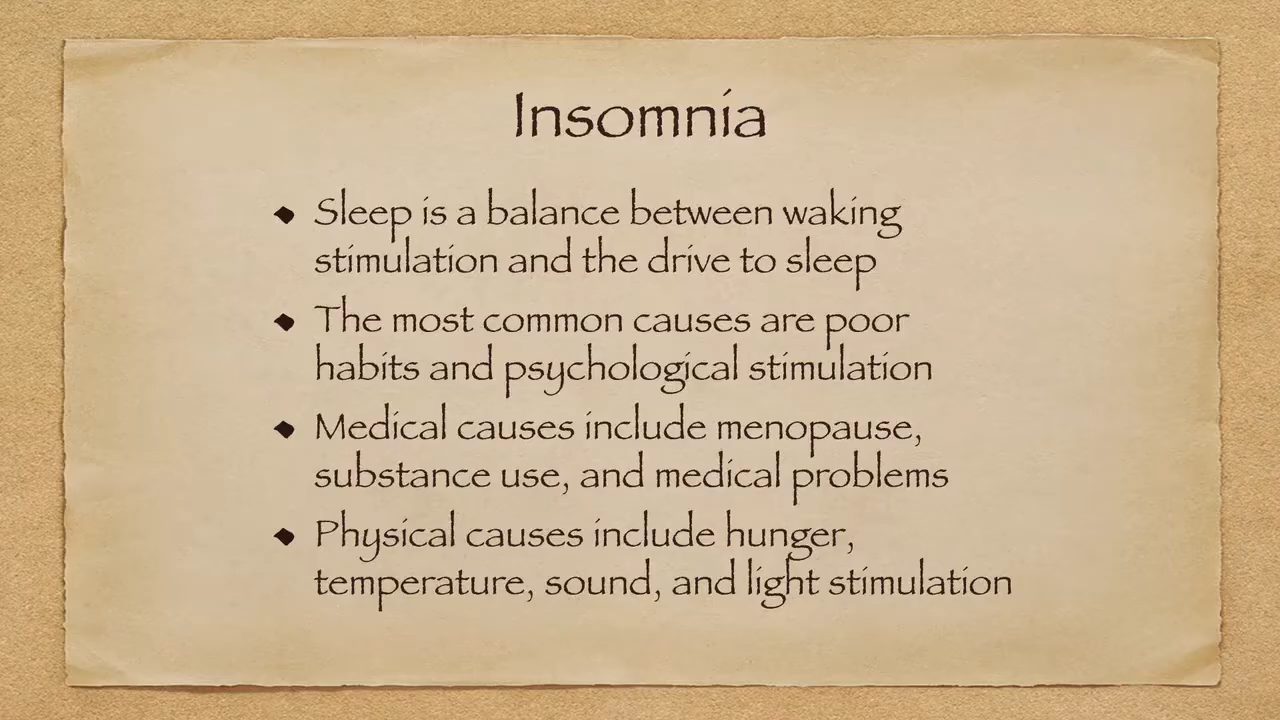 Insomnia
◆ Sleep is a balance between waking
stimulation and the drive to sleep
◆ The most common causes are poor
habits and psychological stimulation
◆ Medical causes include menopause,
substance use, and medical problems
◆ Physical causes include hunger,
temperature, sound, and light stimulation